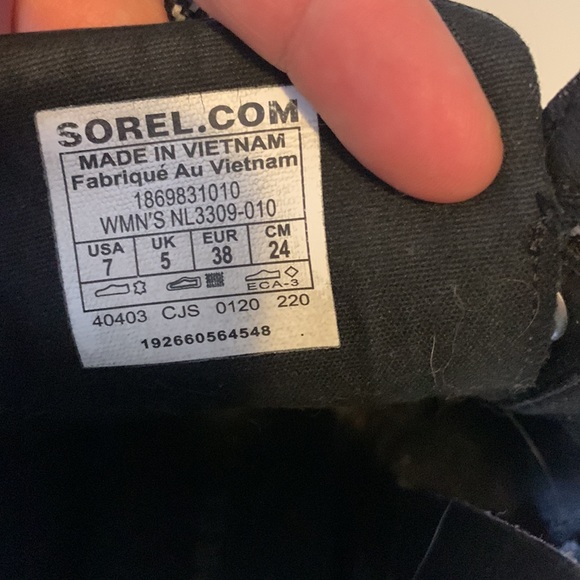 SOREL.COM
MADE IN VIETNAM
Fabriqué Au Vietnam
1869831010
WMN'S NL3309-010
USA UK EUR CM
7 5 38 24
ECA-3
40403 CJS 0120 220
192660564548